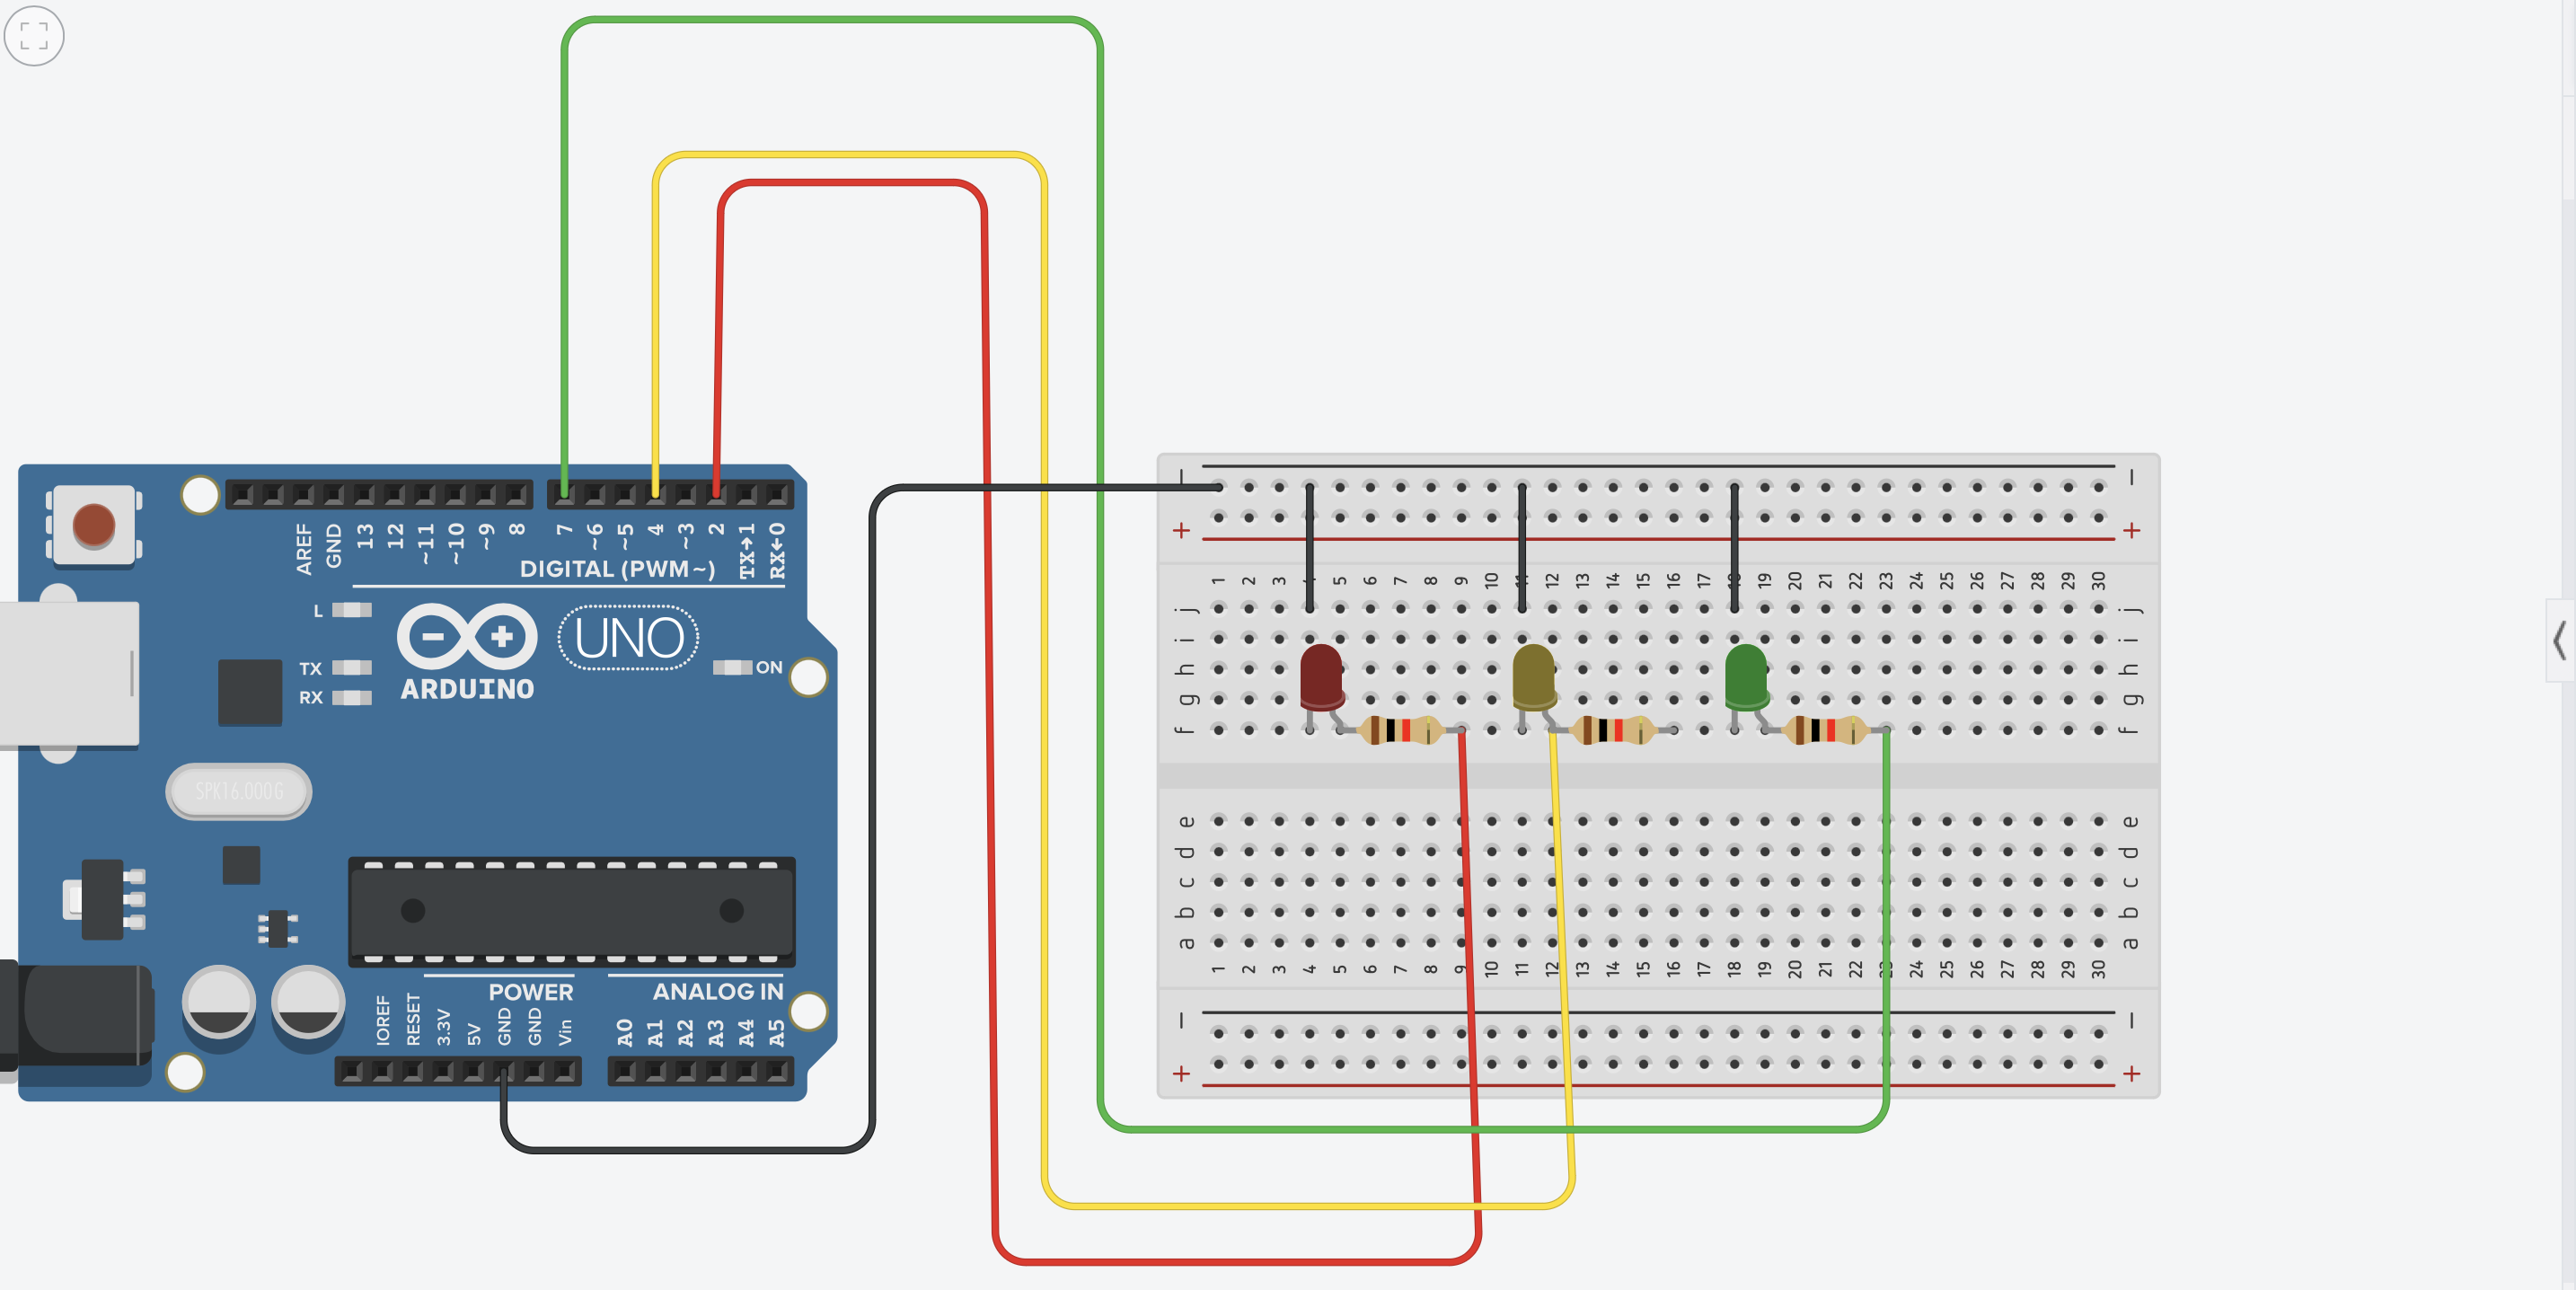 AREF GND 13 12 ~11 ~10 ~9 8 7 ~6 ~5 4 ~3 2 TX→1 RX←0
DIGITAL (PWM~)
L
TX
RX
UNO
ON
ARDUINO
SPK16.000G
POWER
ANALOG IN
IOREF RESET 3.3V 5V GND GND Vin A0 A1 A2 A3 A4 A5
− −
+ +
1 2 3 4 5 6 7 8 9 10 11 12 13 14 15 16 17 18 19 20 21 22 23 24 25 26 27 28 29 30
j
i i
h h
g g
f f
e e
d d
c c
b b
a a
1 2 3 4 5 6 7 8 9 10 11 12 13 14 15 16 17 18 19 20 21 22 23 24 25 26 27 28 29 30
− −
+ +